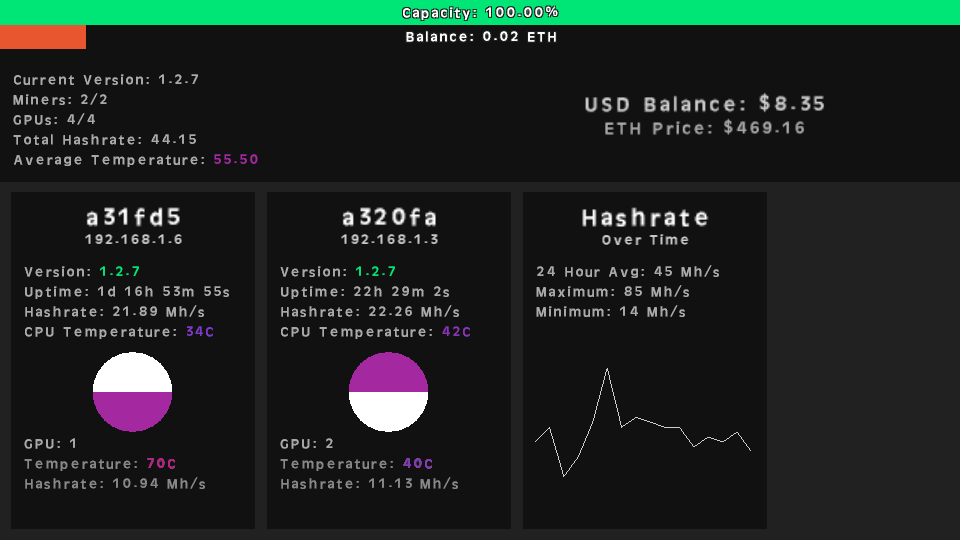 Capacity: 100.00%
Balance: 0.02 ETH
Current Version: 1.2.7
Miners: 2/2
GPUs: 4/4
Total Hashrate: 44.15
Average Temperature: 55.50
USD Balance: $8.35
ETH Price: $469.16
a31fd5
192.168.1.6
Version: 1.2.7
Uptime: 1d 16h 53m 55s
Hashrate: 21.89 Mh/s
CPU Temperature: 34C
GPU: 1
Temperature: 70C
Hashrate: 10.94 Mh/s
a320fa
192.168.1.3
Version: 1.2.7
Uptime: 22h 29m 2s
Hashrate: 22.26 Mh/s
CPU Temperature: 42C
GPU: 2
Temperature: 40C
Hashrate: 11.13 Mh/s
Hashrate
Over Time
24 Hour Avg: 45 Mh/s
Maximum: 85 Mh/s
Minimum: 14 Mh/s